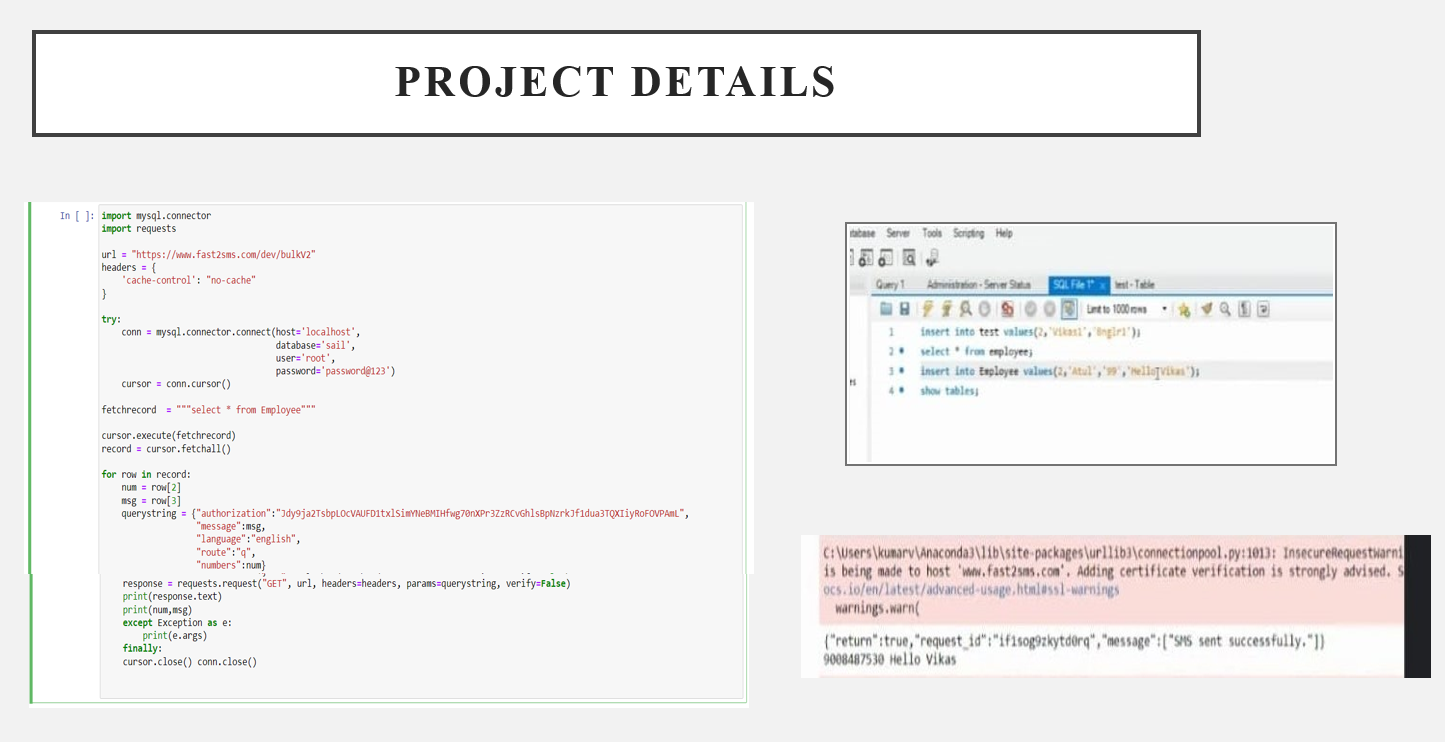 PROJECT DETAILS
In [ ]: import mysql.connector
import requests
url = "https://www.fast2sms.com/dev/bulkV2"
headers = {
'cache-control': "no-cache"
}
try:
conn = mysql.connector.connect(host='localhost',
database='sail',
user='root',
password='password@123')
cursor = conn.cursor()
fetchrecord = """select * from Employee"""
cursor.execute(fetchrecord)
record = cursor.fetchall()
for row in record:
num = row[2]
msg = row[3]
querystring = {"authorization":"Jdy9ja2TsbpLOcVAUFD1txlSimYNeBMIHfwg70nXPr3ZzRCvGhlsBpNzrkJf1dua3TQXIiyRoFOVPAmL",
"message":msg,
"language":"english",
"route":"q",
"numbers":num}
response = requests.request("GET", url, headers=headers, params=querystring, verify=False)
print(response.text)
print(num,msg)
except Exception as e:
print(e.args)
finally:
cursor.close() conn.close()
tabase Server Tools Scripting Help
Query 1 Administration - Server Status SQL File 1* x test - Table
Limit to 1000 rows
1 insert into test values(2,'Vikas1','Onglr1');
2 select * from employee;
3 insert into Employee values(2,'Atul','99','Hello Vikas');
4 show tables;
C:\Users\kumarv\Anaconda3\lib\site-packages\urllib3\connectionpool.py:1013: InsecureRequestWarni
is being made to host 'www.fast2sms.com'. Adding certificate verification is strongly advised. S
ocs.io/en/latest/advanced-usage.html#ssl-warnings
warnings.warn(
{"return":true,"request_id":"if1sog9zkytd0rq","message":["SMS sent successfully."]}
9008487530 Hello Vikas